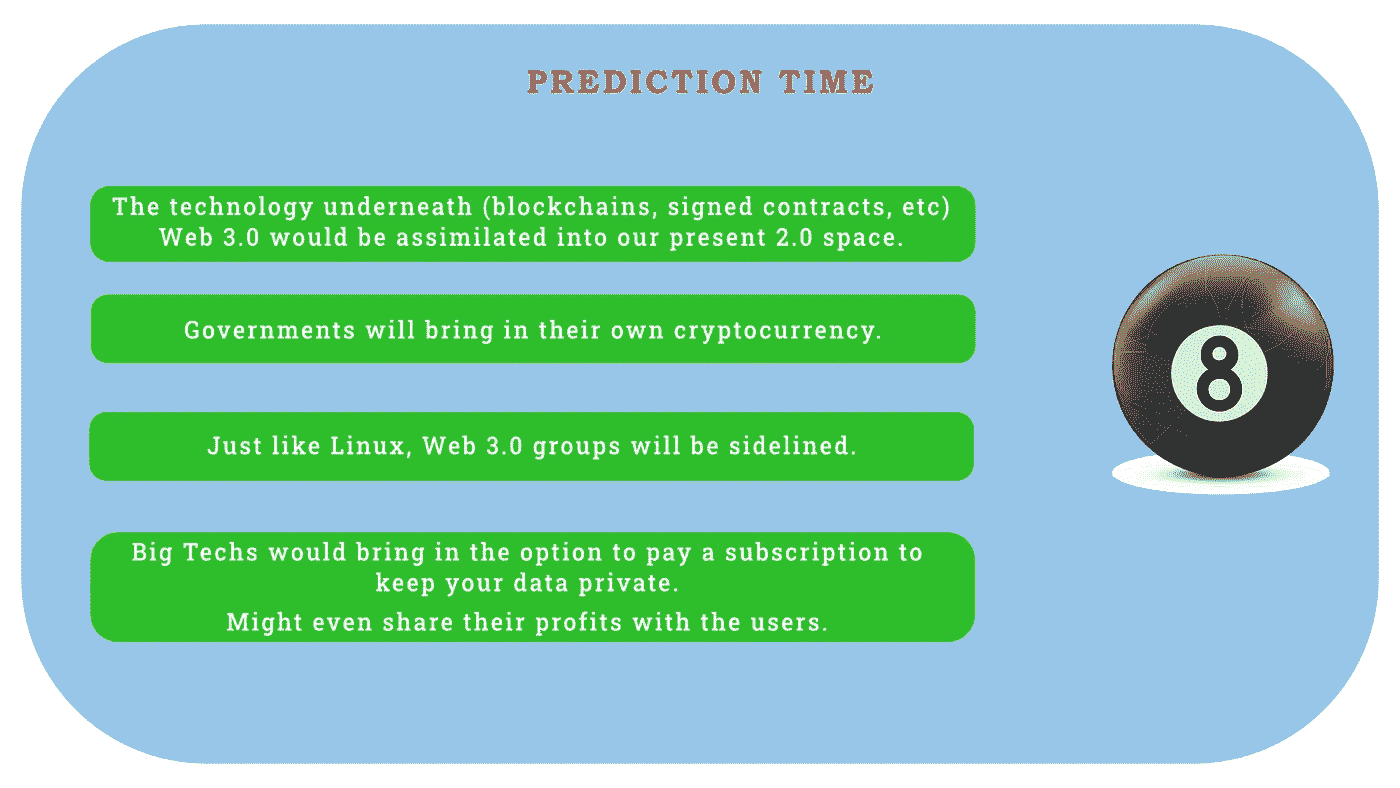 PREDICTION TIME
The technology underneath (blockchains, signed contracts, etc)
Web 3.0 would be assimilated into our present 2.0 space.
Governments will bring in their own cryptocurrency.
Just like Linux, Web 3.0 groups will be sidelined.
Big Techs would bring in the option to pay a subscription to
keep your data private.
Might even share their profits with the users.
8